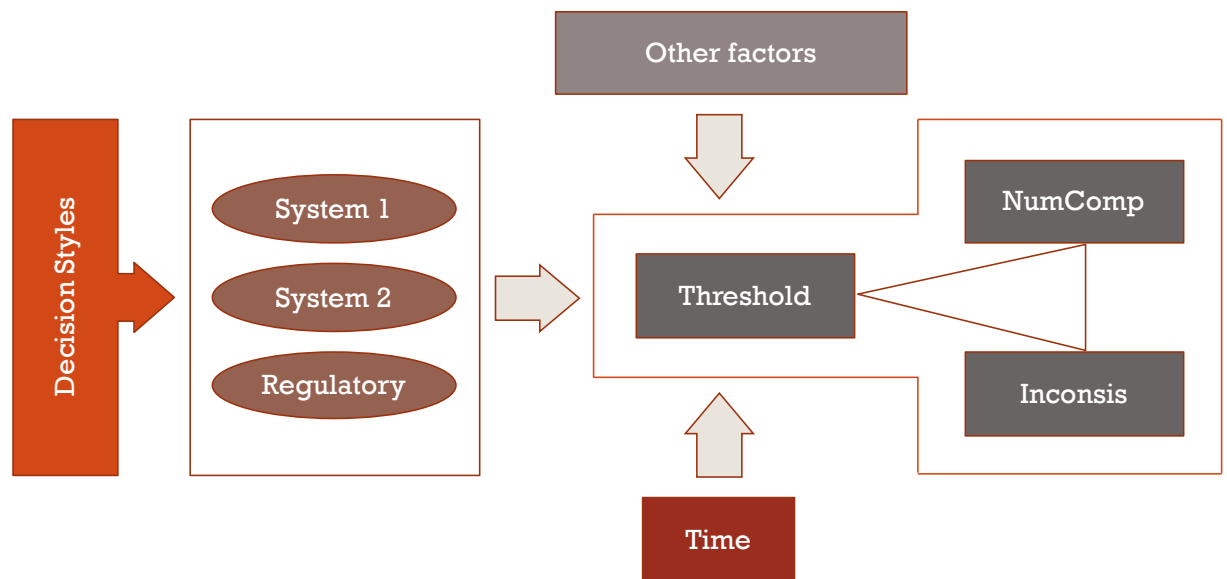 Other factors
Decision Styles
System 1
System 2
Regulatory
Threshold
NumComp
Inconsis
Time